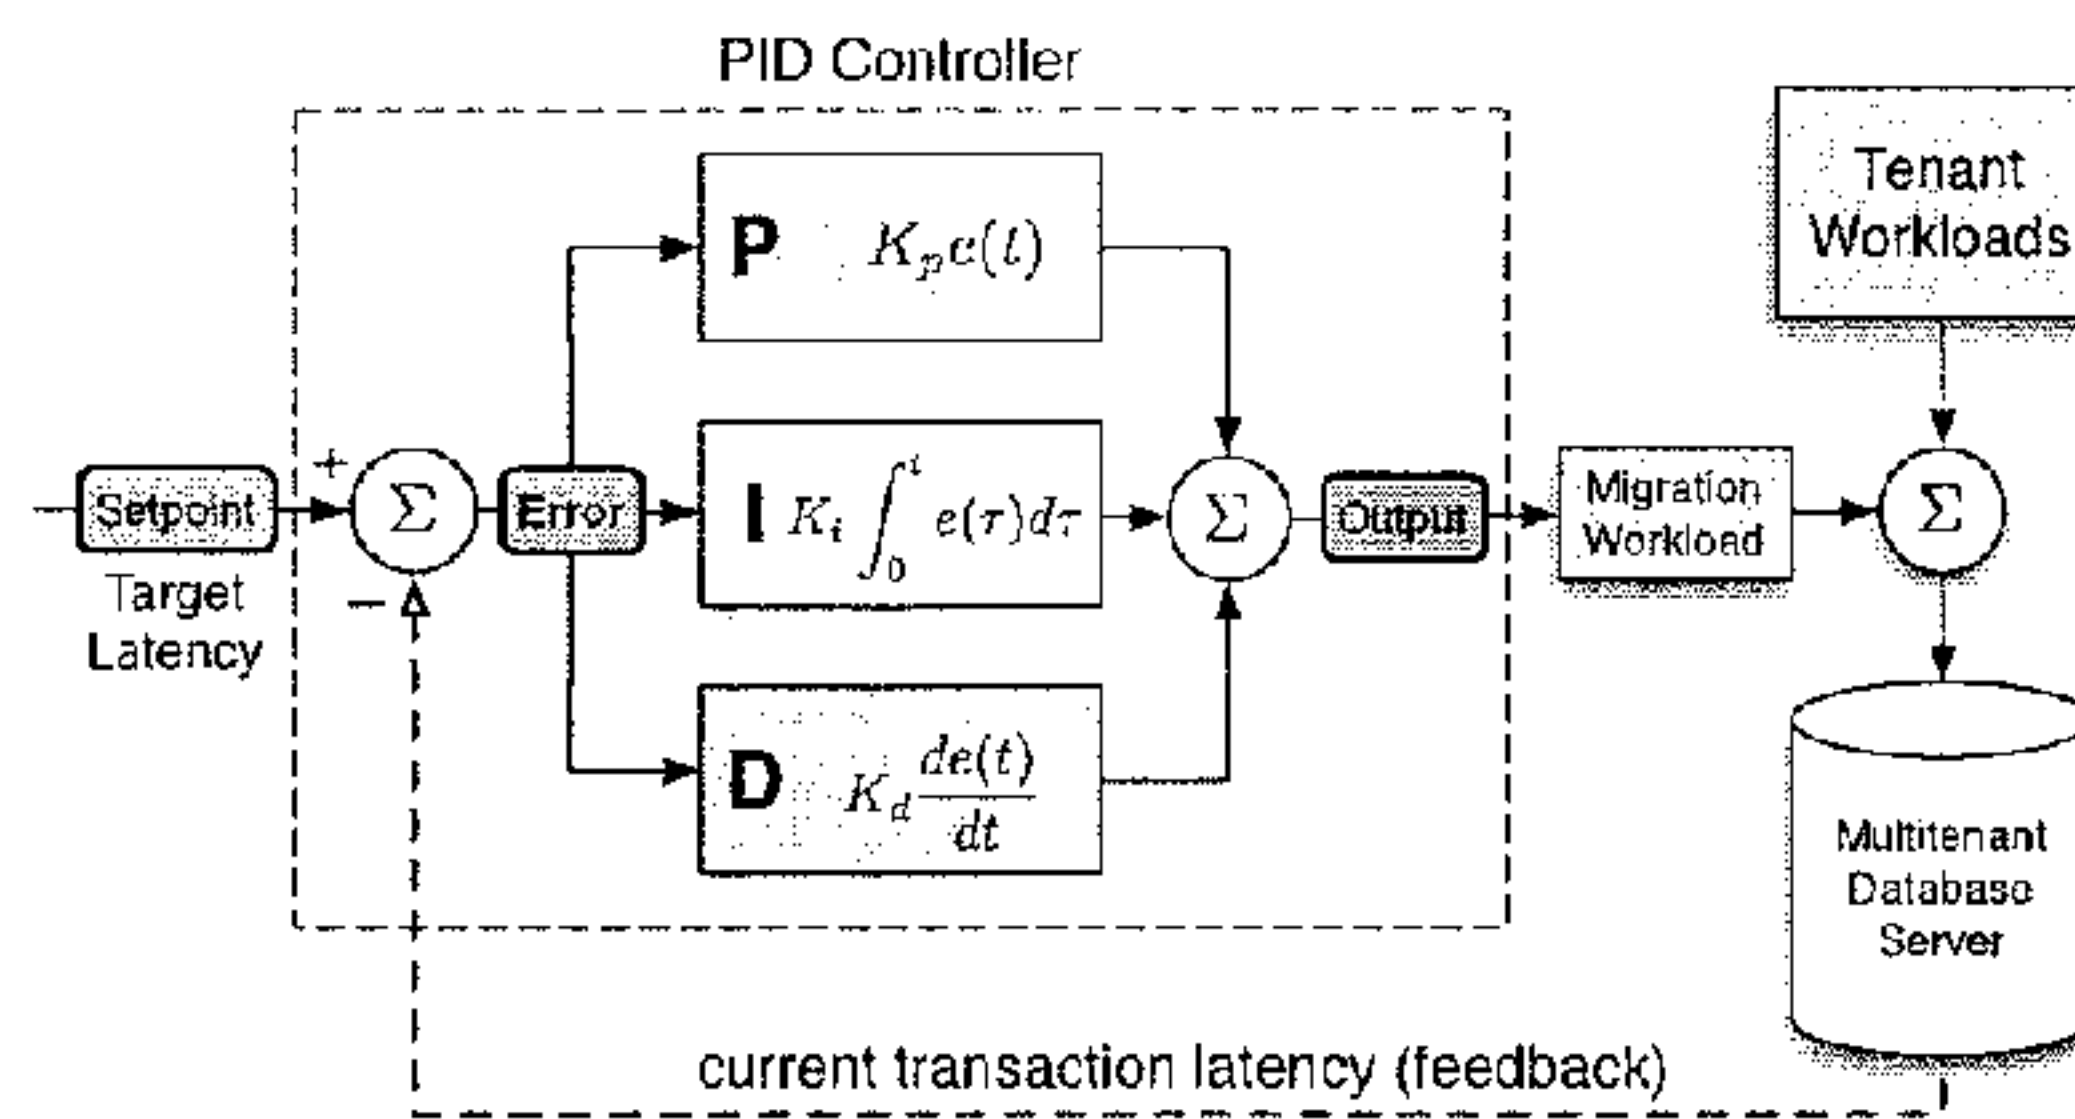 PID Controller
Tenant
Workloads
P K_p e(t)
+
Setpoint
Σ
Error
I K_i ∫_0^t e(τ)dτ
Σ
Output
Migration
Workload
Σ
Target
Latency
−
D K_d de(t)/dt
Multitenant
Database
Server
current transaction latency (feedback)